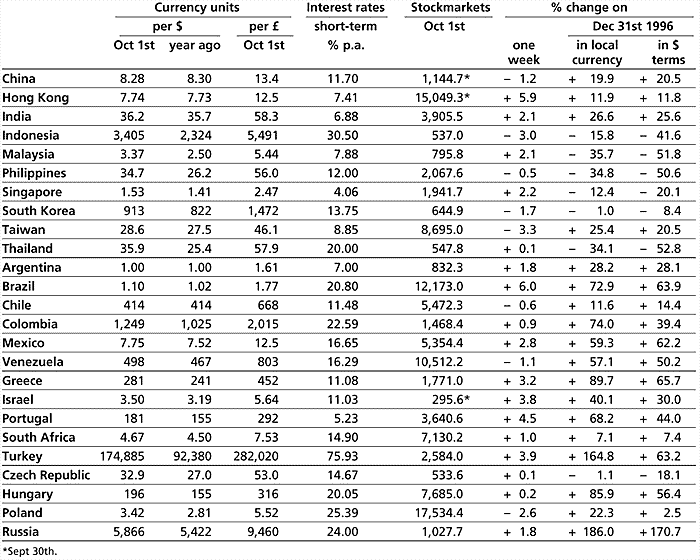 Currency units Interest rates Stockmarkets % change on
per $ per £ short-term Oct 1st Dec 31st 1996
Oct 1st year ago Oct 1st % p.a. one in local in $
week currency terms
China 8.28 8.30 13.4 11.70 1,144.7* – 1.2 + 19.9 + 20.5
Hong Kong 7.74 7.73 12.5 7.41 15,049.3* + 5.9 + 11.9 + 11.8
India 36.2 35.7 58.3 6.88 3,905.5 + 2.1 + 26.6 + 25.6
Indonesia 3,405 2,324 5,491 30.50 537.0 – 3.0 – 15.8 – 41.6
Malaysia 3.37 2.50 5.44 7.88 795.8 + 2.1 – 35.7 – 51.8
Philippines 34.7 26.2 56.0 12.00 2,067.6 – 0.5 – 34.8 – 50.6
Singapore 1.53 1.41 2.47 4.06 1,941.7 + 2.2 – 12.4 – 20.1
South Korea 913 822 1,472 13.75 644.9 – 1.7 – 1.0 – 8.4
Taiwan 28.6 27.5 46.1 8.85 8,695.0 – 3.3 + 25.4 + 20.5
Thailand 35.9 25.4 57.9 20.00 547.8 + 0.1 – 34.1 – 52.8
Argentina 1.00 1.00 1.61 7.00 832.3 + 1.8 + 28.2 + 28.1
Brazil 1.10 1.02 1.77 20.80 12,173.0 + 6.0 + 72.9 + 63.9
Chile 414 414 668 11.48 5,472.3 – 0.6 + 11.6 + 14.4
Colombia 1,249 1,025 2,015 22.59 1,468.4 + 0.9 + 74.0 + 39.4
Mexico 7.75 7.52 12.5 16.65 5,354.4 + 2.8 + 59.3 + 62.2
Venezuela 498 467 803 16.29 10,512.2 – 1.1 + 57.1 + 50.2
Greece 281 241 452 11.08 1,771.0 + 3.2 + 89.7 + 65.7
Israel 3.50 3.19 5.64 11.03 295.6* + 3.8 + 40.1 + 30.0
Portugal 181 155 292 5.23 3,640.6 + 4.5 + 68.2 + 44.0
South Africa 4.67 4.50 7.53 14.90 7,130.2 + 1.0 + 7.1 + 7.4
Turkey 174,885 92,380 282,020 75.93 2,584.0 + 3.9 + 164.8 + 63.2
Czech Republic 32.9 27.0 53.0 14.67 533.6 + 0.1 – 1.1 – 18.1
Hungary 196 155 316 20.05 7,685.0 + 0.2 + 85.9 + 56.4
Poland 3.42 2.81 5.52 25.39 17,534.4 – 2.6 + 22.3 + 2.5
Russia 5,866 5,422 9,460 24.00 1,027.7 + 1.8 + 186.0 + 170.7
*Sept 30th.